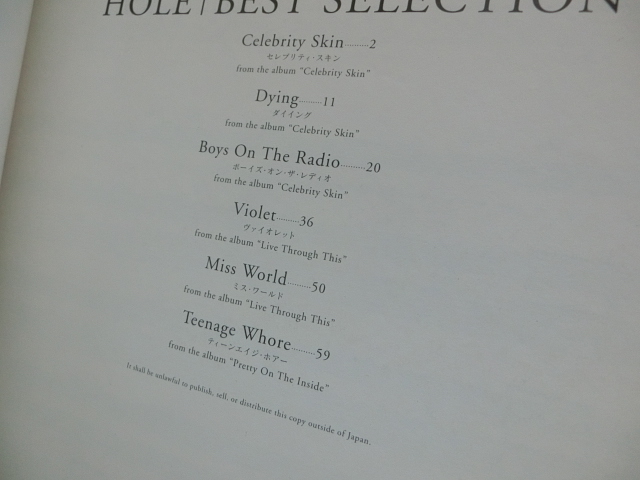 HOLE/BEST SELECTION
Celebrity Skin..........2
セレブリティ・スキン
from the album "Celebrity Skin"
Dying..........11
ダイイング
from the album "Celebrity Skin"
Boys On The Radio..........20
ボーイズ・オン・ザ・レディオ
from the album "Celebrity Skin"
Violet..........36
ヴァイオレット
from the album "Live Through This"
Miss World..........50
ミス・ワールド
from the album "Live Through This"
Teenage Whore..........59
ティーンエイジ・ホアー
from the album "Pretty On The Inside"
It shall be unlawful to publish, sell, or distribute this copy outside of Japan.